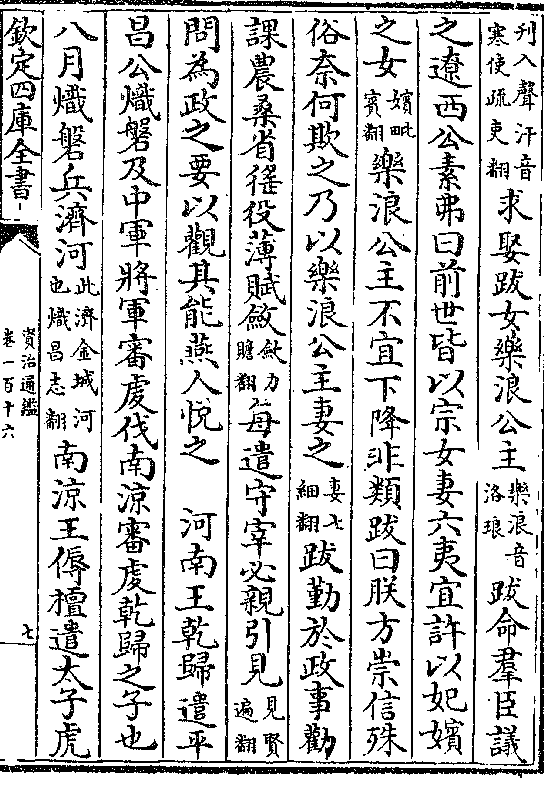 刋入聲汗音寒使疏吏翻求娶跋女樂浪公主樂浪音洛琅跋命羣臣議
之遼西公素弗曰前世皆以宗女妻六夷宜許以妃嬪
之女嬪毗賓翻樂浪公主不宜下降非類跋曰朕方崇信殊
俗奈何欺之乃以樂浪公主妻之妻七細翻跋勤於政事勸
課農桑省徭役薄賦斂斂力贍翻每遣守宰必親引見見賢遍翻
問為政之要以觀其能燕人悅之　河南王乾歸遣平
昌公熾磐及中軍將軍審虔伐南涼審虔乾歸之子也
八月熾磐兵濟河此濟金城河也熾昌志翻南涼王傉檀遣太子虎
欽定四庫全書
資治通鑑
卷一百十六
七